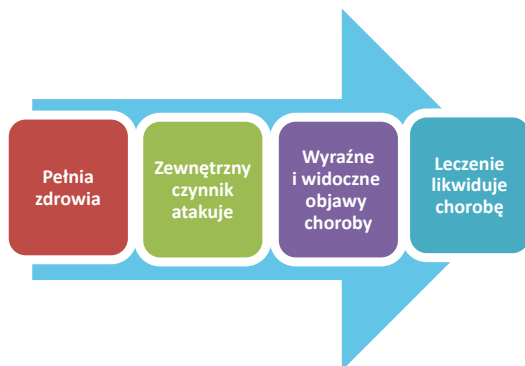 Pełnia
zdrowia
Zewnętrzny
czynnik
atakuje
Wyraźne
i widoczne
objawy
choroby
Leczenie
likwiduje
chorobę